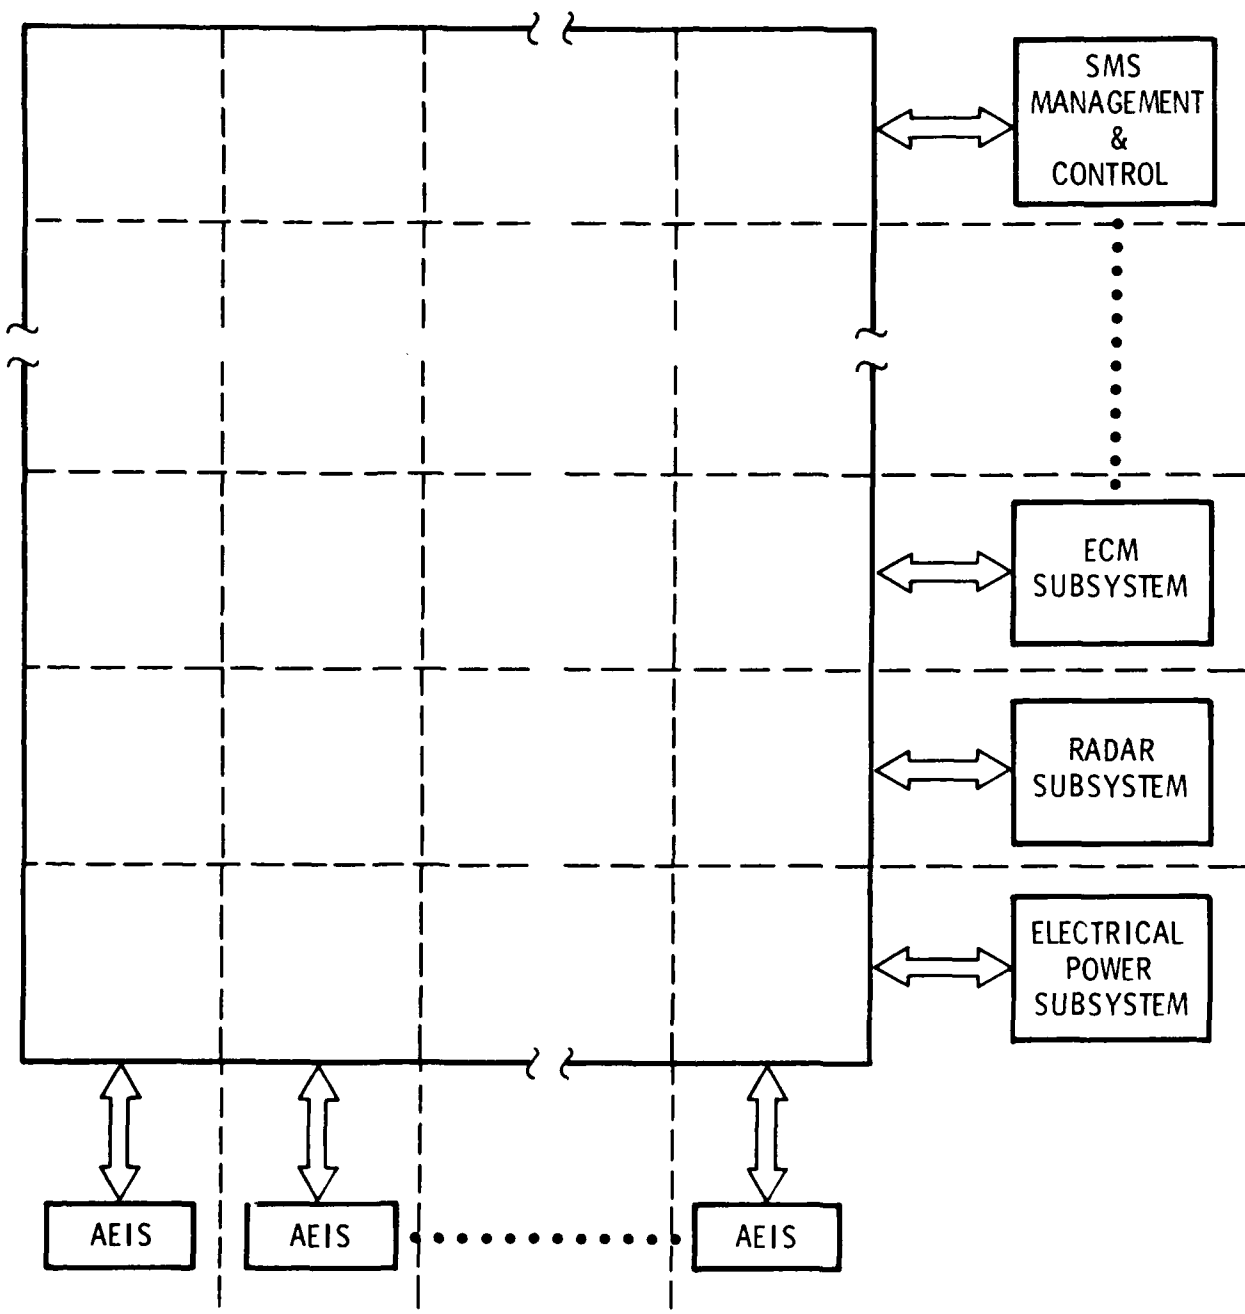 SMS
MANAGEMENT
&
CONTROL
ECM
SUBSYSTEM
RADAR
SUBSYSTEM
ELECTRICAL
POWER
SUBSYSTEM
AEIS
AEIS
AEIS